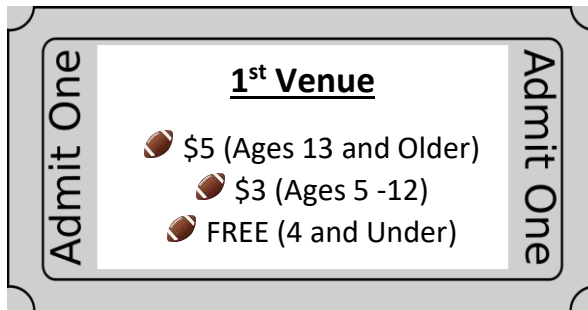 Admit One
1st Venue
$5 (Ages 13 and Older)
$3 (Ages 5 -12)
FREE (4 and Under)
Admit One